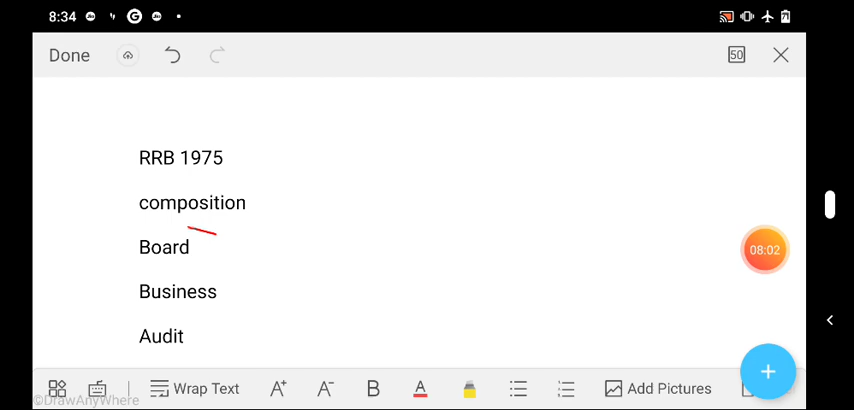 8:34
Done
50
RRB 1975
composition
Board
08:02
Business
Audit
Wrap Text
A+ A- B A
Add Pictures
©DrawAnyWhere